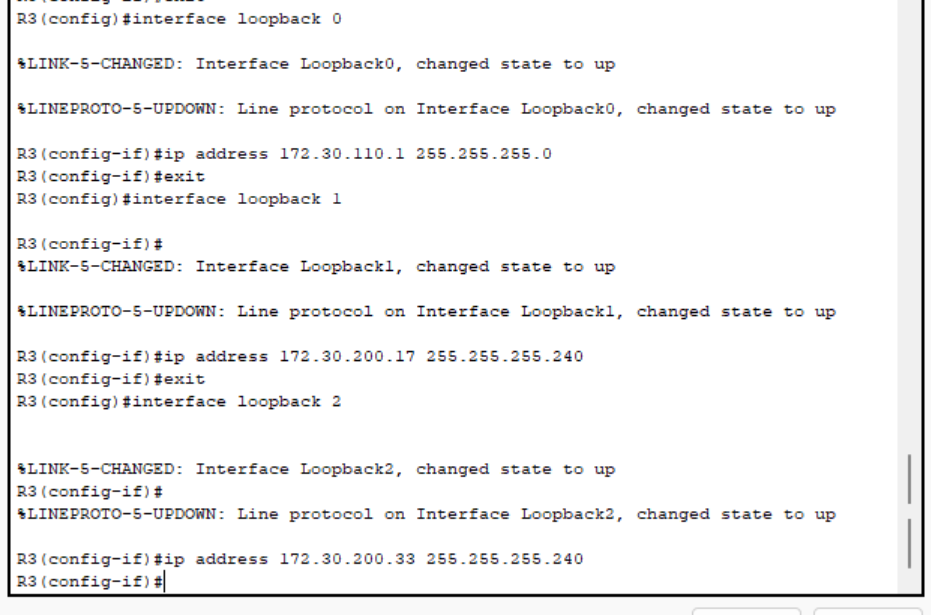 R3(config)#interface loopback 0
%LINK-5-CHANGED: Interface Loopback0, changed state to up
%LINEPROTO-5-UPDOWN: Line protocol on Interface Loopback0, changed state to up
R3(config-if)#ip address 172.30.110.1 255.255.255.0
R3(config-if)#exit
R3(config)#interface loopback 1
R3(config-if)#
%LINK-5-CHANGED: Interface Loopback1, changed state to up
%LINEPROTO-5-UPDOWN: Line protocol on Interface Loopback1, changed state to up
R3(config-if)#ip address 172.30.200.17 255.255.255.240
R3(config-if)#exit
R3(config)#interface loopback 2
%LINK-5-CHANGED: Interface Loopback2, changed state to up
R3(config-if)#
%LINEPROTO-5-UPDOWN: Line protocol on Interface Loopback2, changed state to up
R3(config-if)#ip address 172.30.200.33 255.255.255.240
R3(config-if)#